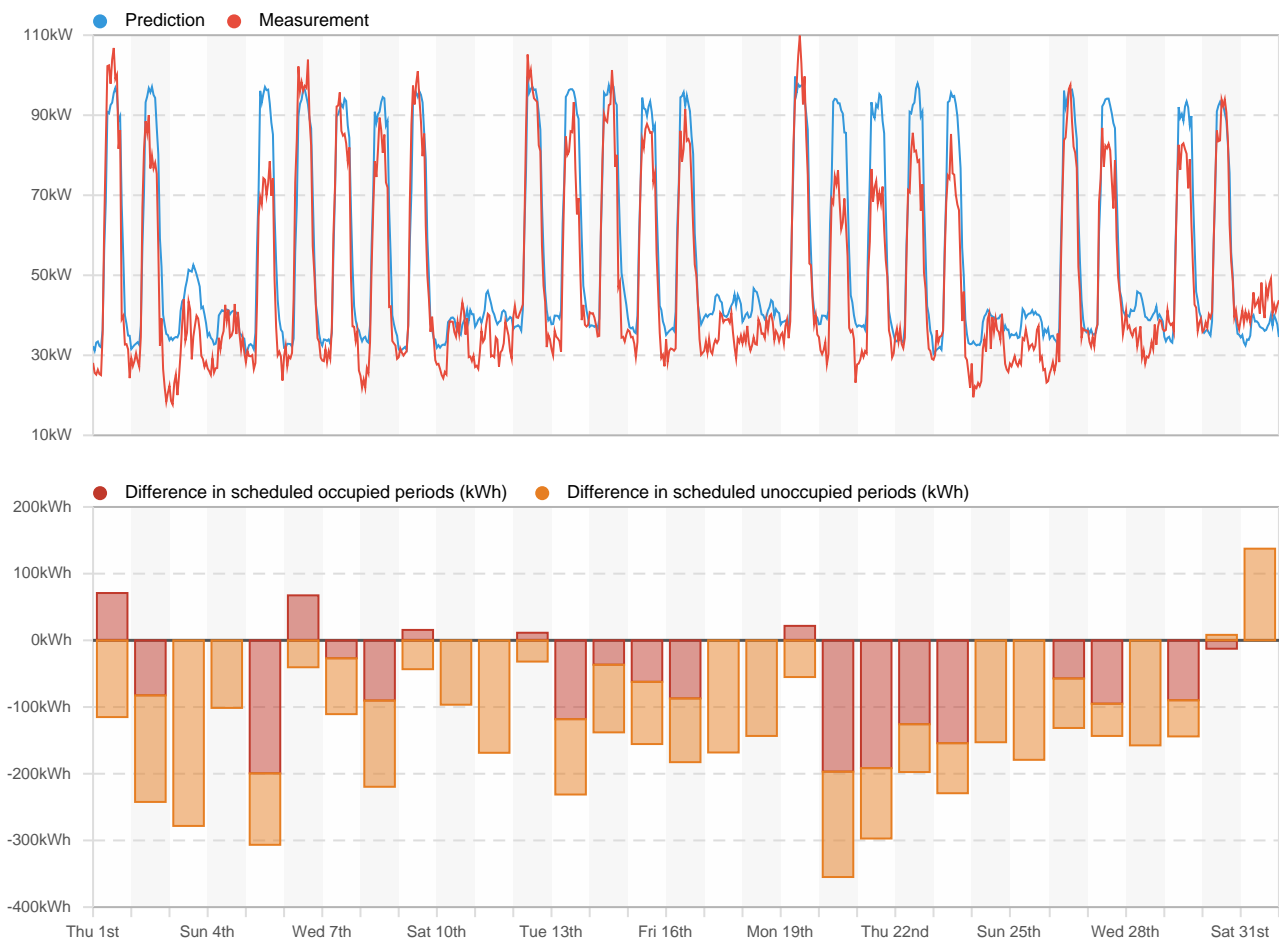 Prediction Measurement
110kW
90kW
70kW
50kW
30kW
10kW
Difference in scheduled occupied periods (kWh) Difference in scheduled unoccupied periods (kWh)
200kWh
100kWh
0kWh
-100kWh
-200kWh
-300kWh
-400kWh
Thu 1st Sun 4th Wed 7th Sat 10th Tue 13th Fri 16th Mon 19th Thu 22nd Sun 25th Wed 28th Sat 31st